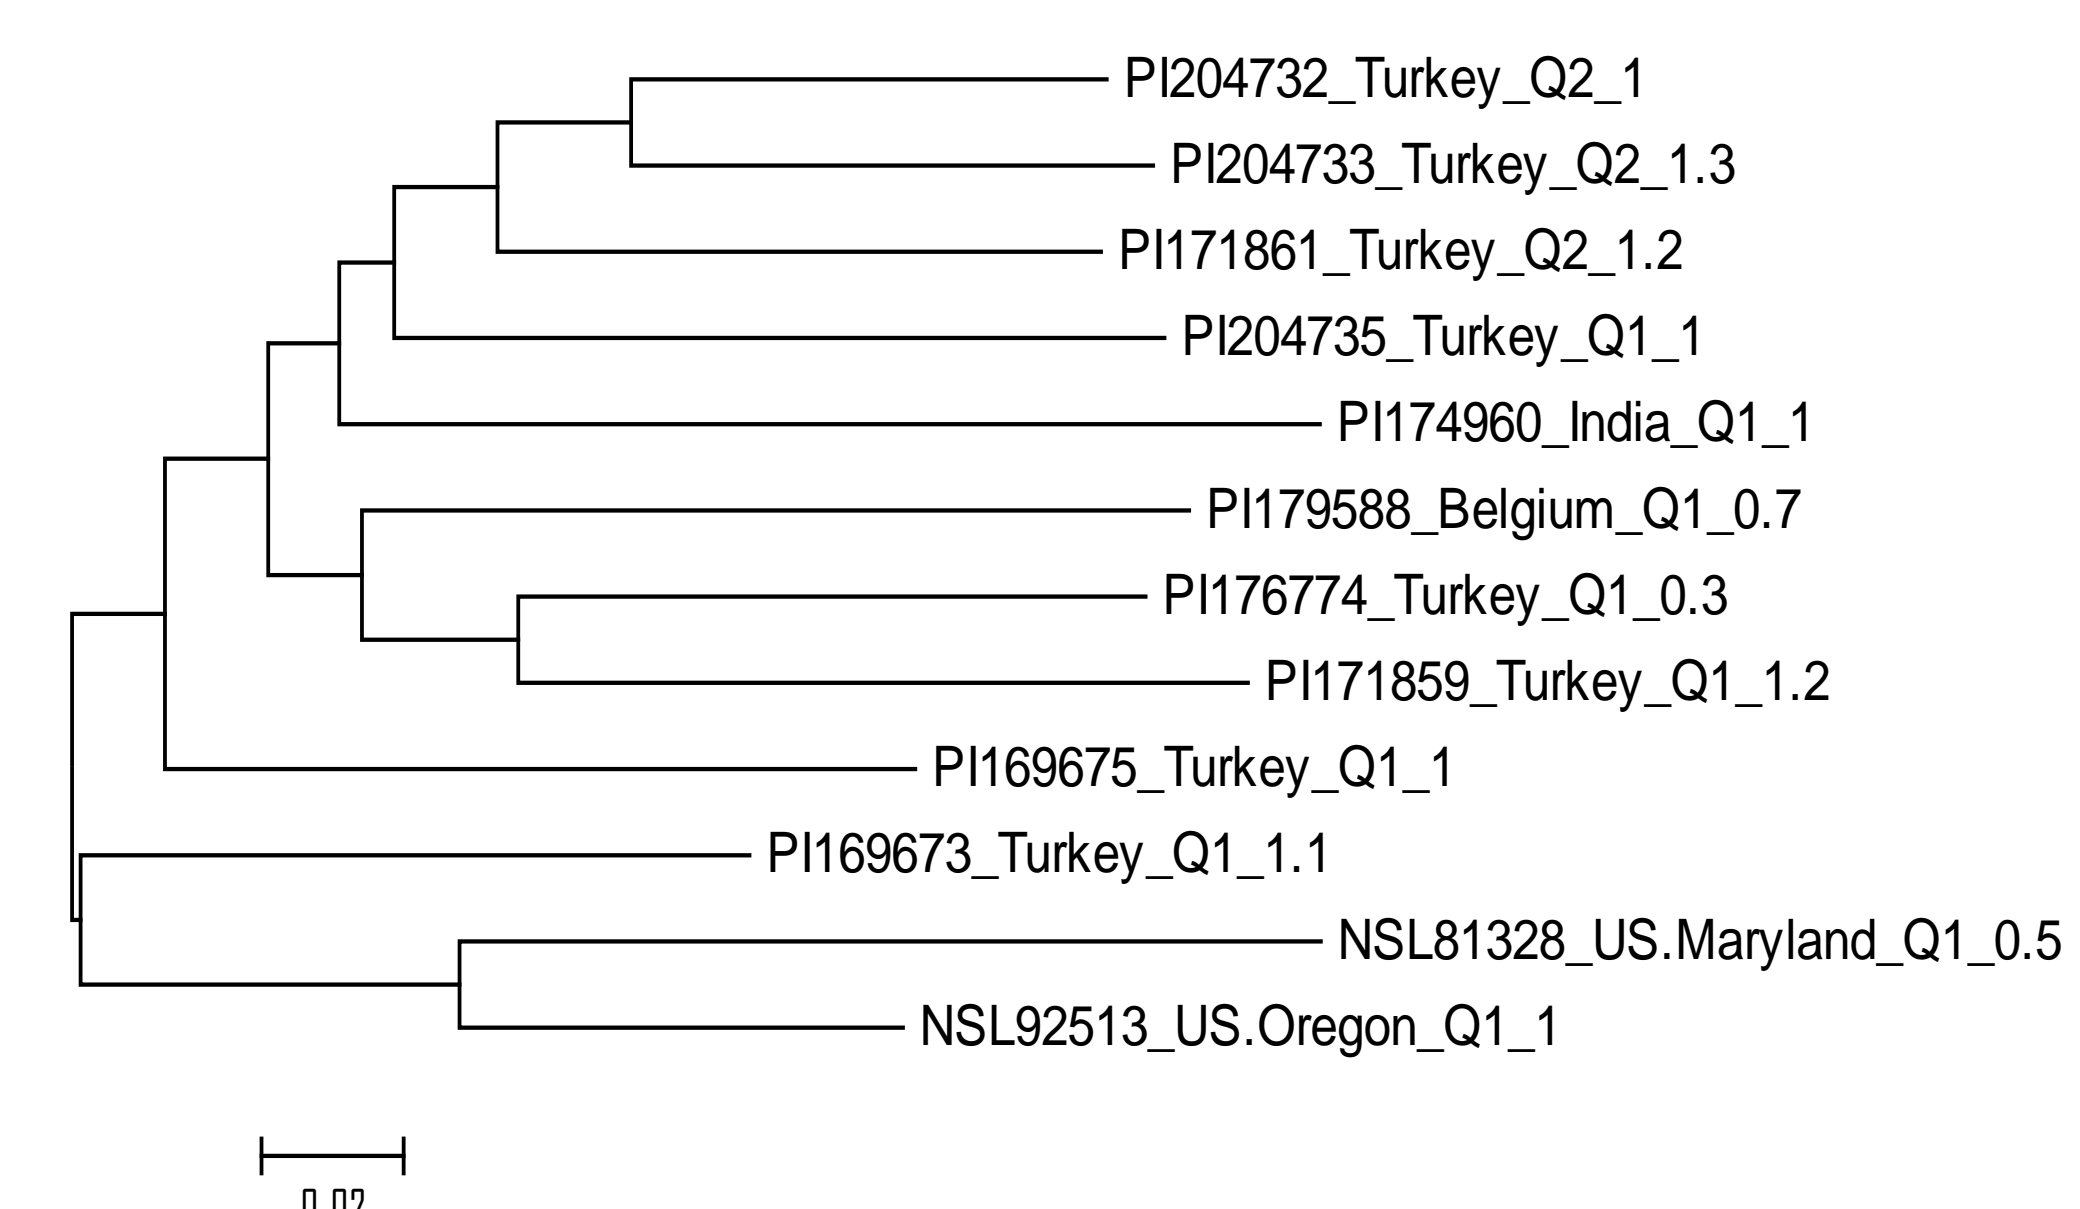 PI204732_Turkey_Q2_1
PI204733_Turkey_Q2_1.3
PI171861_Turkey_Q2_1.2
PI204735_Turkey_Q1_1
PI174960_India_Q1_1
PI179588_Belgium_Q1_0.7
PI176774_Turkey_Q1_0.3
PI171859_Turkey_Q1_1.2
PI169675_Turkey_Q1_1
PI169673_Turkey_Q1_1.1
NSL81328_US.Maryland_Q1_0.5
NSL92513_US.Oregon_Q1_1